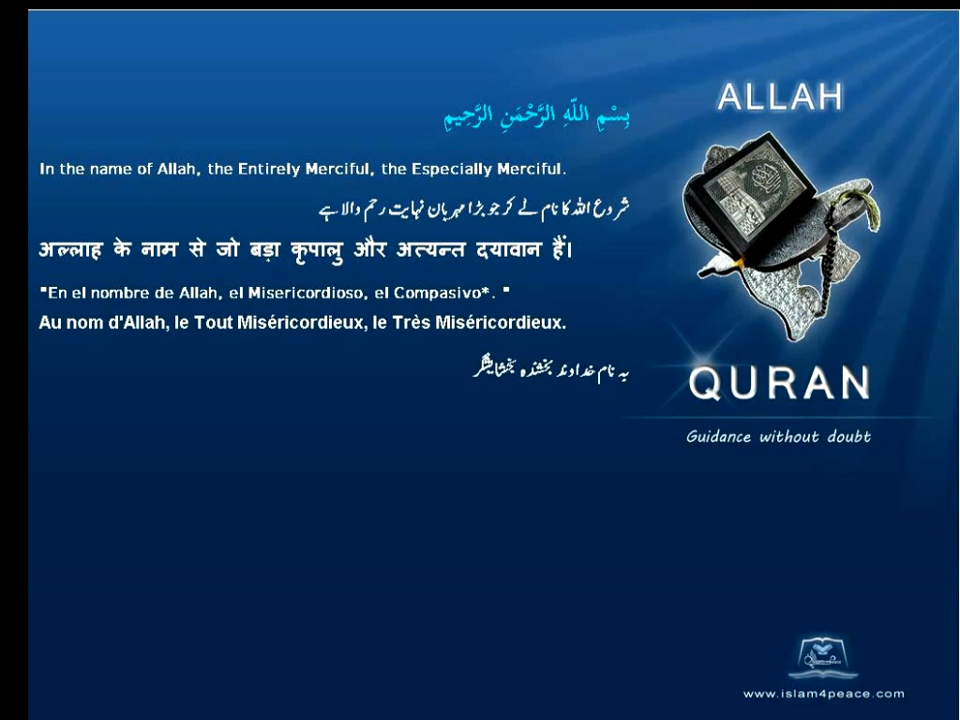 بِسْمِ اللّهِ الرَّحْمَنِ الرَّحِيمِ
In the name of Allah, the Entirely Merciful, the Especially Merciful.
شروع اللہ کا نام لے کر جو بڑا مہربان نہایت رحم والا ہے
अल्लाह के नाम से जो बड़ा कृपालु और अत्यन्त दयावान हैं।
"En el nombre de Allah, el Misericordioso, el Compasivo*. "
Au nom d'Allah, le Tout Miséricordieux, le Très Miséricordieux.
به نام خداوند بخشنده بخشایشگر
ALLAH
QURAN
Guidance without doubt
www.islam4peace.com